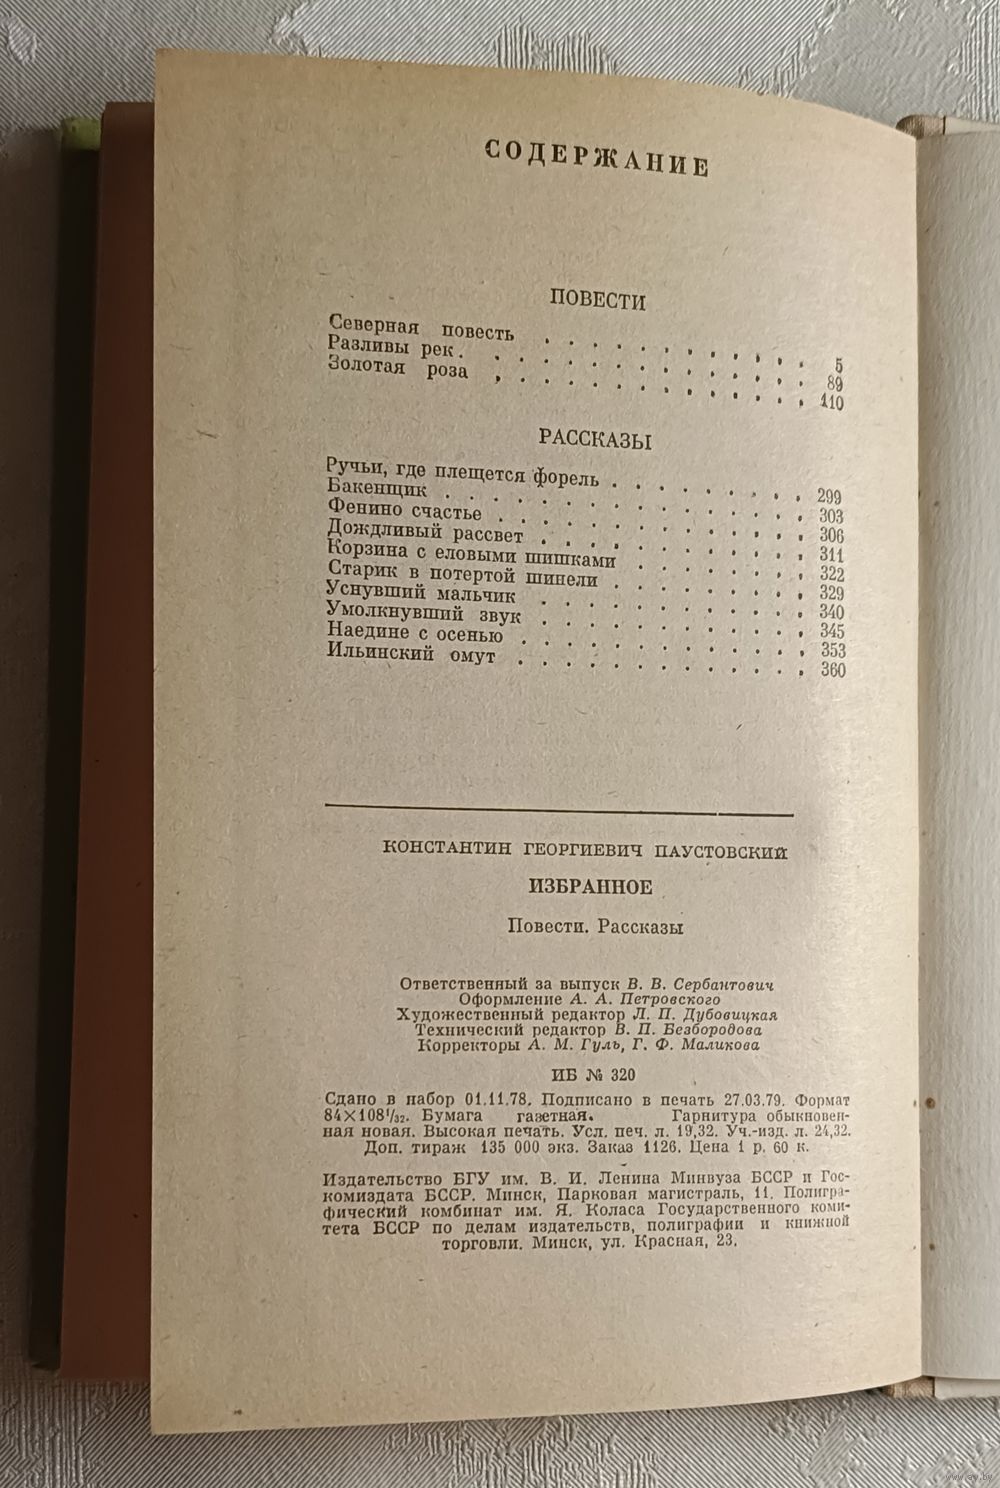 СОДЕРЖАНИЕ
ПОВЕСТИ
Северная повесть . . . . . . . . . . . . 5
Разливы рек . . . . . . . . . . . . . . 89
Золотая роза . . . . . . . . . . . . . 110
РАССКАЗЫ
Ручьи, где плещется форель . . . . . . . . . 299
Бакенщик . . . . . . . . . . . . . . . 303
Фенино счастье . . . . . . . . . . . . . 306
Дождливый рассвет . . . . . . . . . . . . 311
Корзина с еловыми шишками . . . . . . . . 322
Старик в потертой шинели . . . . . . . . . 329
Уснувший мальчик . . . . . . . . . . . . 340
Умолкнувший звук . . . . . . . . . . . . 345
Наедине с осенью . . . . . . . . . . . . 353
Ильинский омут . . . . . . . . . . . . . 360
КОНСТАНТИН ГЕОРГИЕВИЧ ПАУСТОВСКИЙ
ИЗБРАННОЕ
Повести. Рассказы
Ответственный за выпуск В. В. Сербантович
Оформление А. А. Петровского
Художественный редактор Л. П. Дубовицкая
Технический редактор В. П. Безбородова
Корректоры А. М. Гуль, Г. Ф. Маликова
ИБ № 320
Сдано в набор 01.11.78. Подписано в печать 27.03.79. Формат
84×108 1/32. Бумага газетная. Гарнитура обыкновен-
ная новая. Высокая печать. Усл. печ. л. 19,32. Уч.-изд. л. 24,32.
Доп. тираж 135 000 экз. Заказ 1126. Цена 1 р. 60 к.
Издательство БГУ им. В. И. Ленина Минвуза БССР и Гос-
комиздата БССР. Минск, Парковая магистраль, 11. Полигра-
фический комбинат им. Я. Коласа Государственного коми-
тета БССР по делам издательств, полиграфии и книжной
торговли. Минск, ул. Красная, 23.
www.ay.by